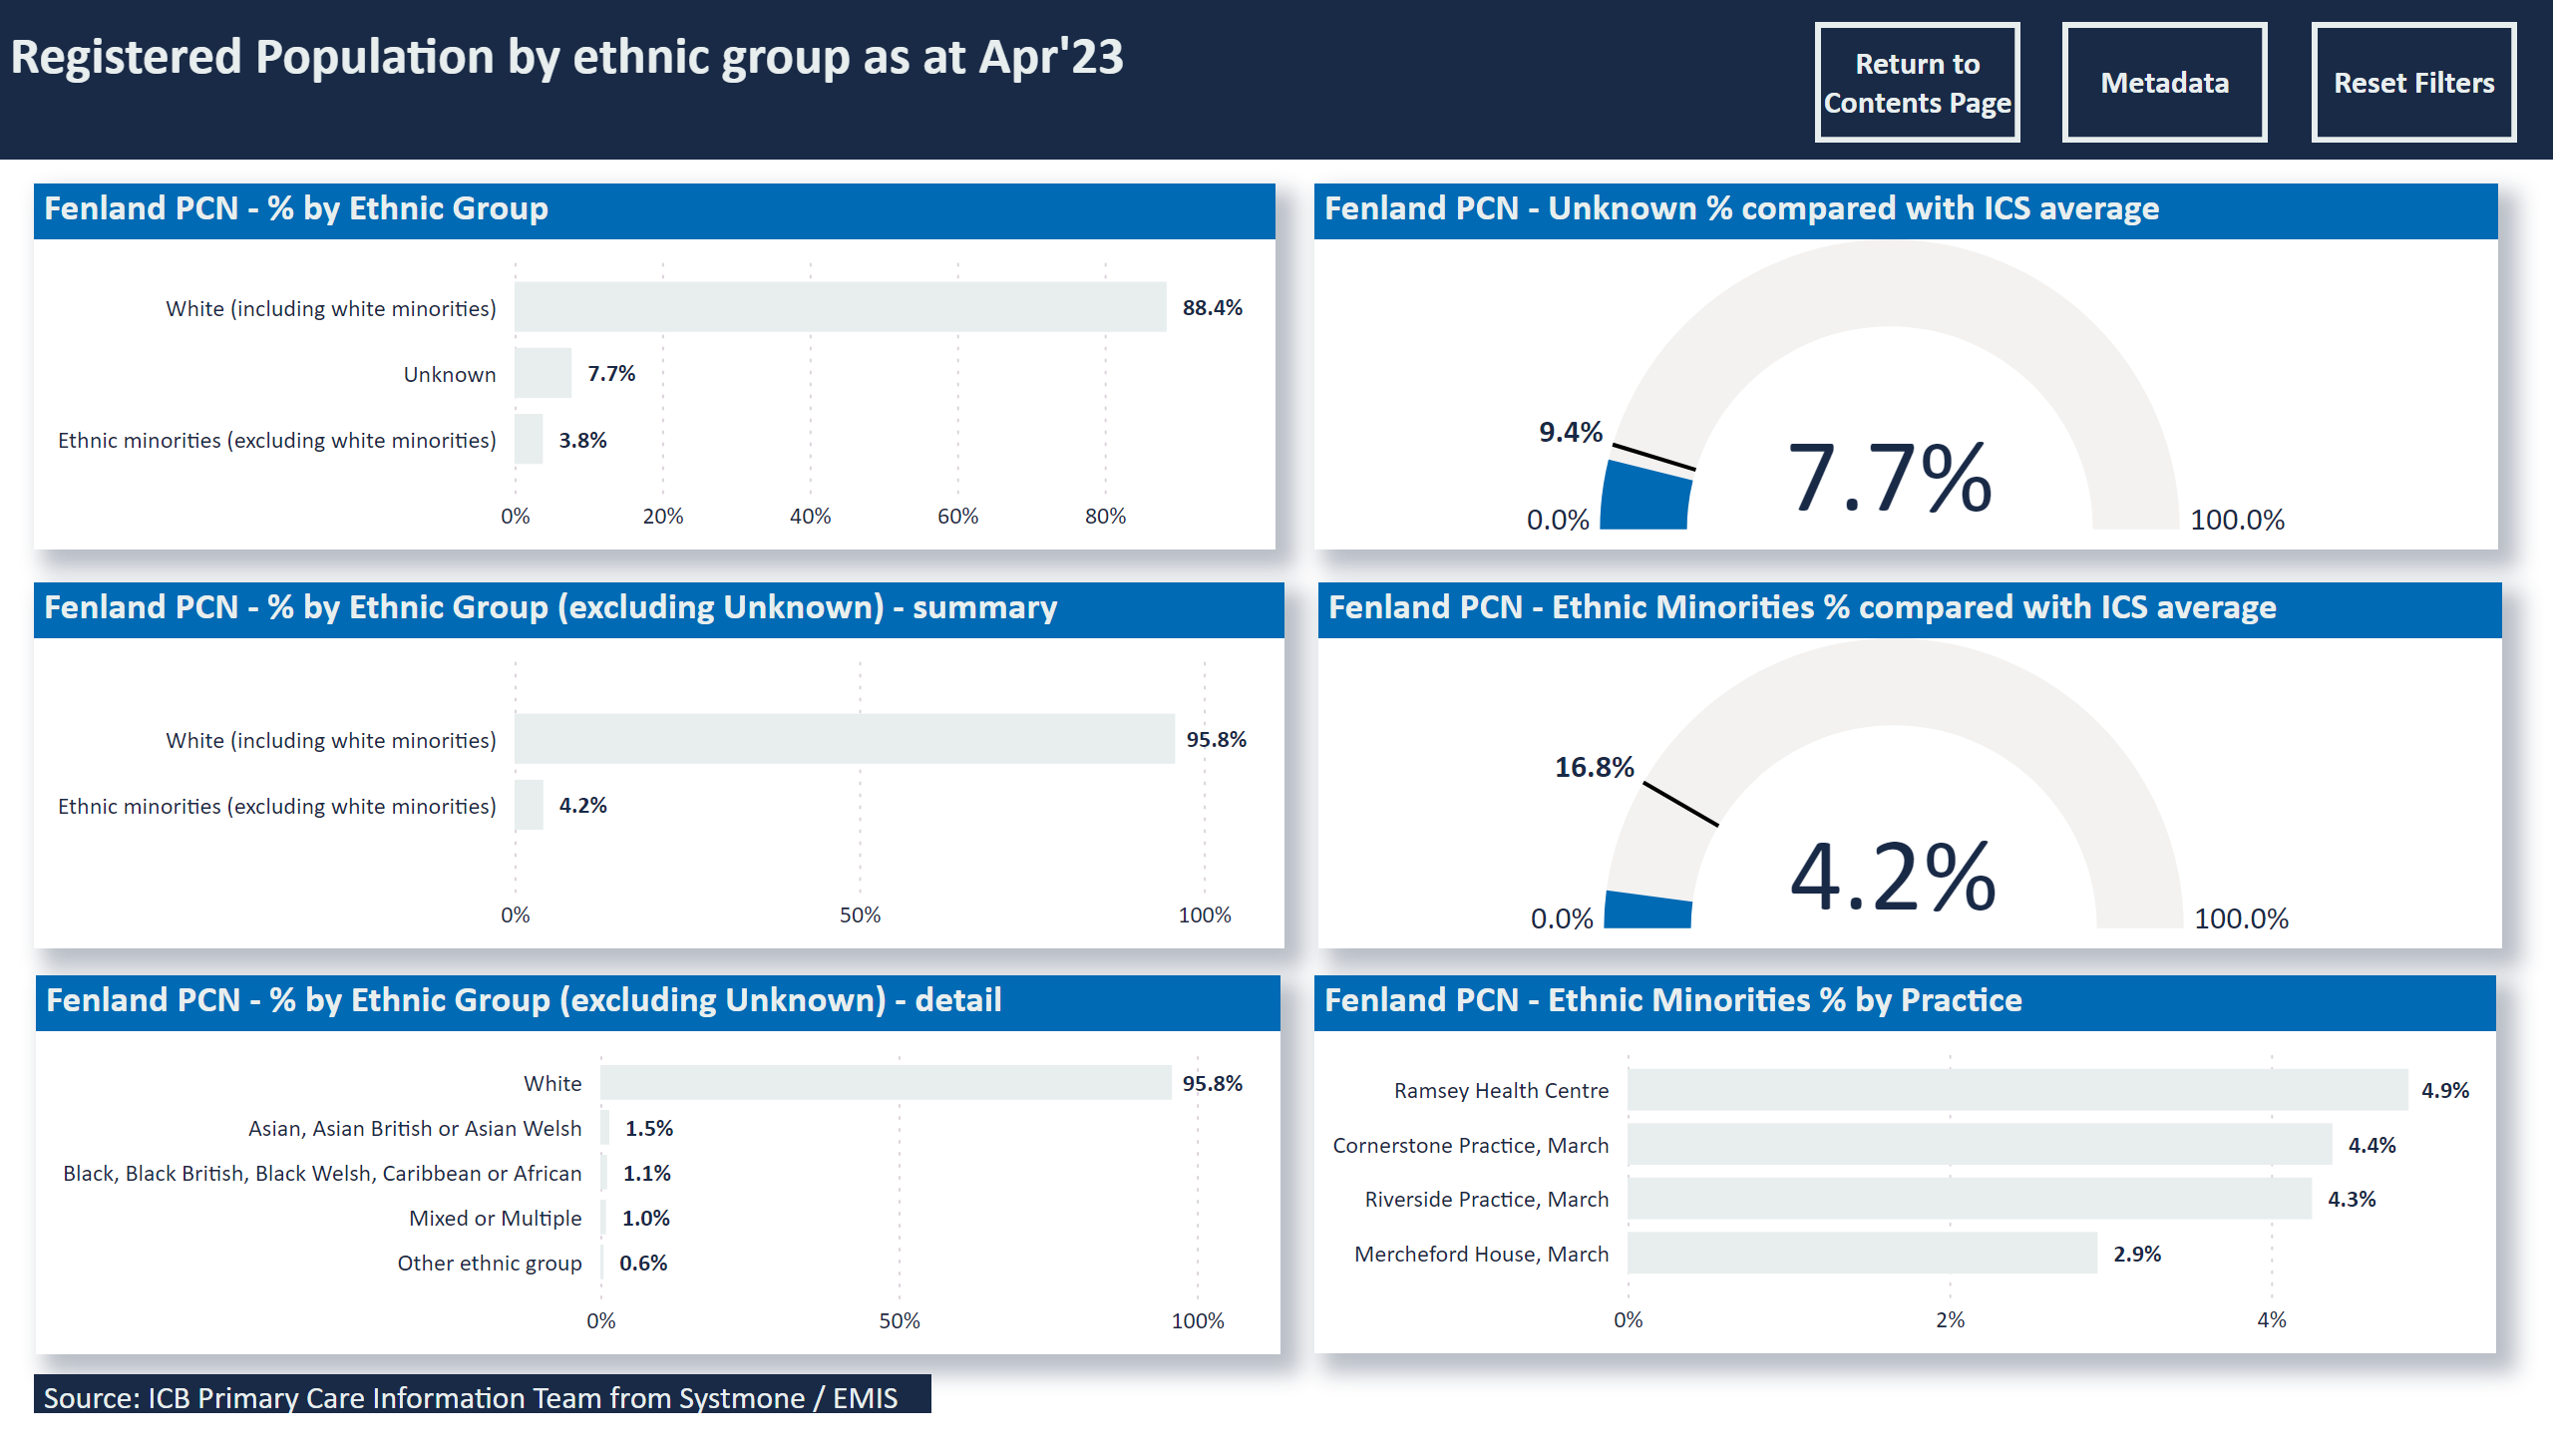 Registered Population by ethnic group as at Apr'23
Return to
Contents Page
Metadata
Reset Filters
Fenland PCN - % by Ethnic Group
White (including white minorities)
88.4%
Unknown
7.7%
Ethnic minorities (excluding white minorities)
3.8%
0%
20%
40%
60%
80%
Fenland PCN - Unknown % compared with ICS average
9.4%
7.7%
0.0%
100.0%
Fenland PCN - % by Ethnic Group (excluding Unknown) - summary
White (including white minorities)
95.8%
Ethnic minorities (excluding white minorities)
4.2%
0%
50%
100%
Fenland PCN - Ethnic Minorities % compared with ICS average
16.8%
4.2%
0.0%
100.0%
Fenland PCN - % by Ethnic Group (excluding Unknown) - detail
White
95.8%
Asian, Asian British or Asian Welsh
1.5%
Black, Black British, Black Welsh, Caribbean or African
1.1%
Mixed or Multiple
1.0%
Other ethnic group
0.6%
0%
50%
100%
Fenland PCN - Ethnic Minorities % by Practice
Ramsey Health Centre
4.9%
Cornerstone Practice, March
4.4%
Riverside Practice, March
4.3%
Mercheford House, March
2.9%
0%
2%
4%
Source: ICB Primary Care Information Team from Systmone / EMIS